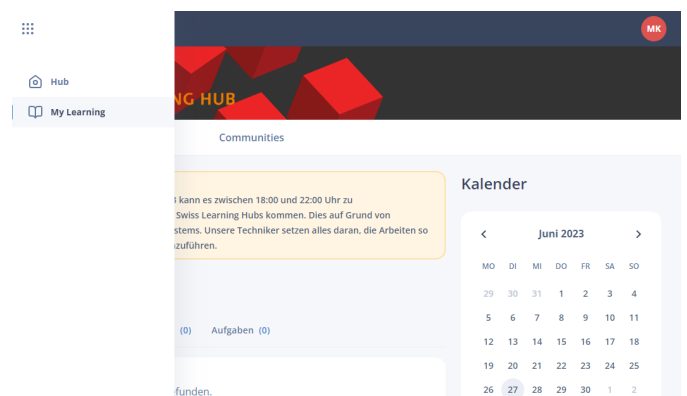 MK
Hub
My Learning
NG HUB
Communities
kann es zwischen 18:00 und 22:00 Uhr zu
Swiss Learning Hubs kommen. Dies auf Grund von
stems. Unsere Techniker setzen alles daran, die Arbeiten so
zuführen.
(0) Aufgaben (0)
funden.
Kalender
Juni 2023
MO DI MI DO FR SA SO
29 30 31 1 2 3 4
5 6 7 8 9 10 11
12 13 14 15 16 17 18
19 20 21 22 23 24 25
26 27 28 29 30 1 2